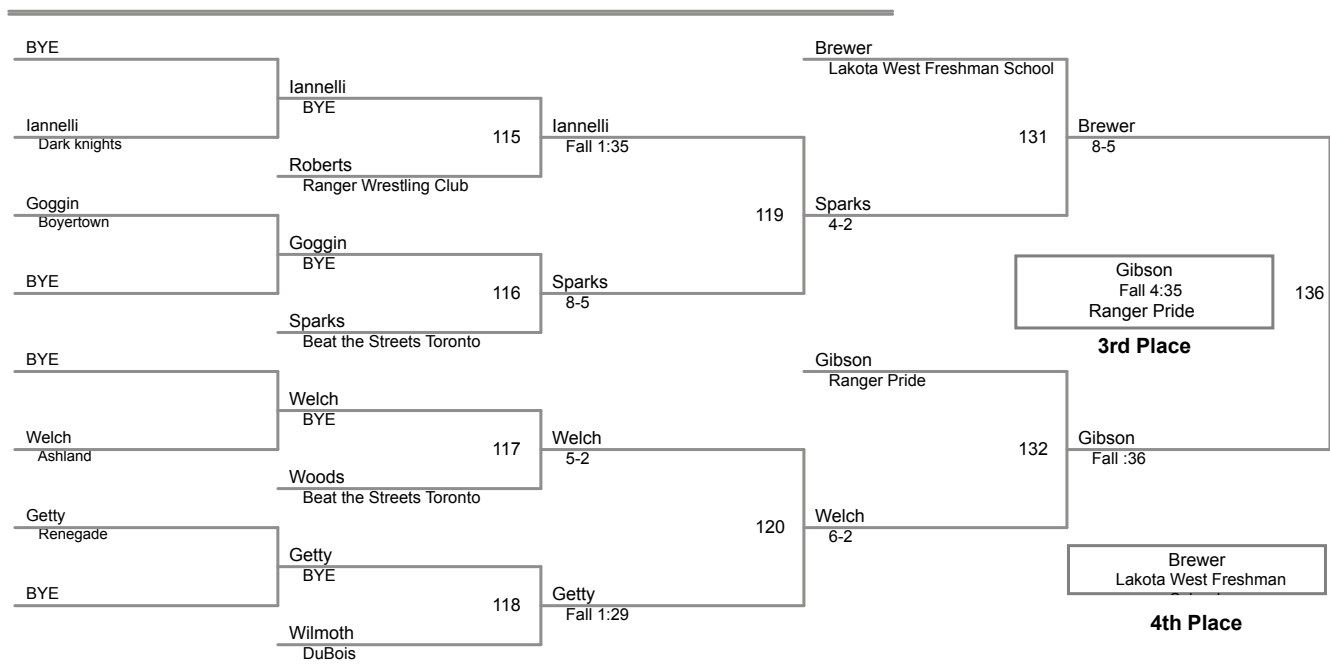 BYE
Brewer
Lakota West Freshman School
Iannelli
BYE
Iannelli
Dark knights
115
Iannelli
Fall 1:35
131
Brewer
8-5
Roberts
Ranger Wrestling Club
Goggin
Boyertown
119
Sparks
4-2
Goggin
BYE
BYE
116
Sparks
8-5
Gibson
Fall 4:35
Ranger Pride
136
Sparks
Beat the Streets Toronto
3rd Place
BYE
Gibson
Ranger Pride
Welch
BYE
Welch
Ashland
117
Welch
5-2
132
Gibson
Fall :36
Woods
Beat the Streets Toronto
Getty
Renegade
120
Welch
6-2
Getty
BYE
Brewer
Lakota West Freshman
BYE
118
Getty
Fall 1:29
4th Place
Wilmoth
DuBois